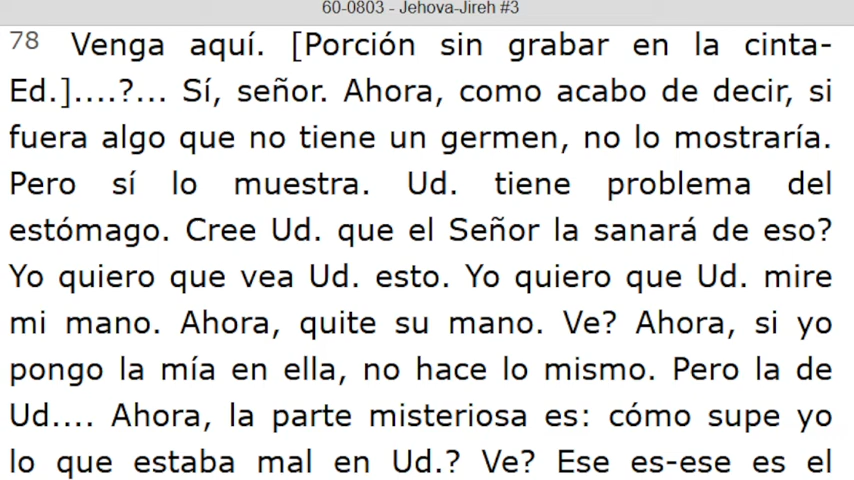 60-0803 - Jehova-Jireh #3
78 Venga aquí. [Porción sin grabar en la cinta-
Ed.]....?... Sí, señor. Ahora, como acabo de decir, si
fuera algo que no tiene un germen, no lo mostraría.
Pero sí lo muestra. Ud. tiene problema del
estómago. Cree Ud. que el Señor la sanará de eso?
Yo quiero que vea Ud. esto. Yo quiero que Ud. mire
mi mano. Ahora, quite su mano. Ve? Ahora, si yo
pongo la mía en ella, no hace lo mismo. Pero la de
Ud.... Ahora, la parte misteriosa es: cómo supe yo
lo que estaba mal en Ud.? Ve? Ese es-ese es el